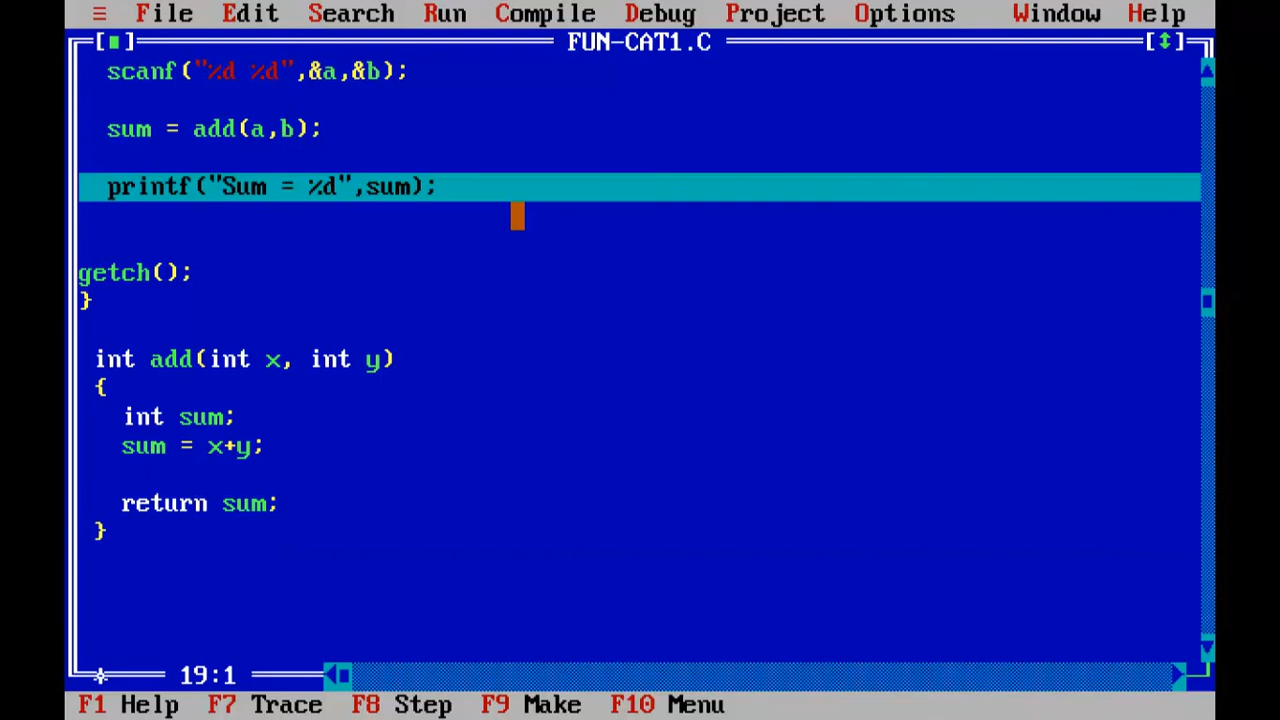 ≡ File Edit Search Run Compile Debug Project Options Window Help
[■] FUN-CAT1.C [↕]
scanf("%d %d",&a,&b);
sum = add(a,b);
printf("Sum = %d",sum);
getch();
}
int add(int x, int y)
{
int sum;
sum = x+y;
return sum;
}
19:1
F1 Help F7 Trace F8 Step F9 Make F10 Menu